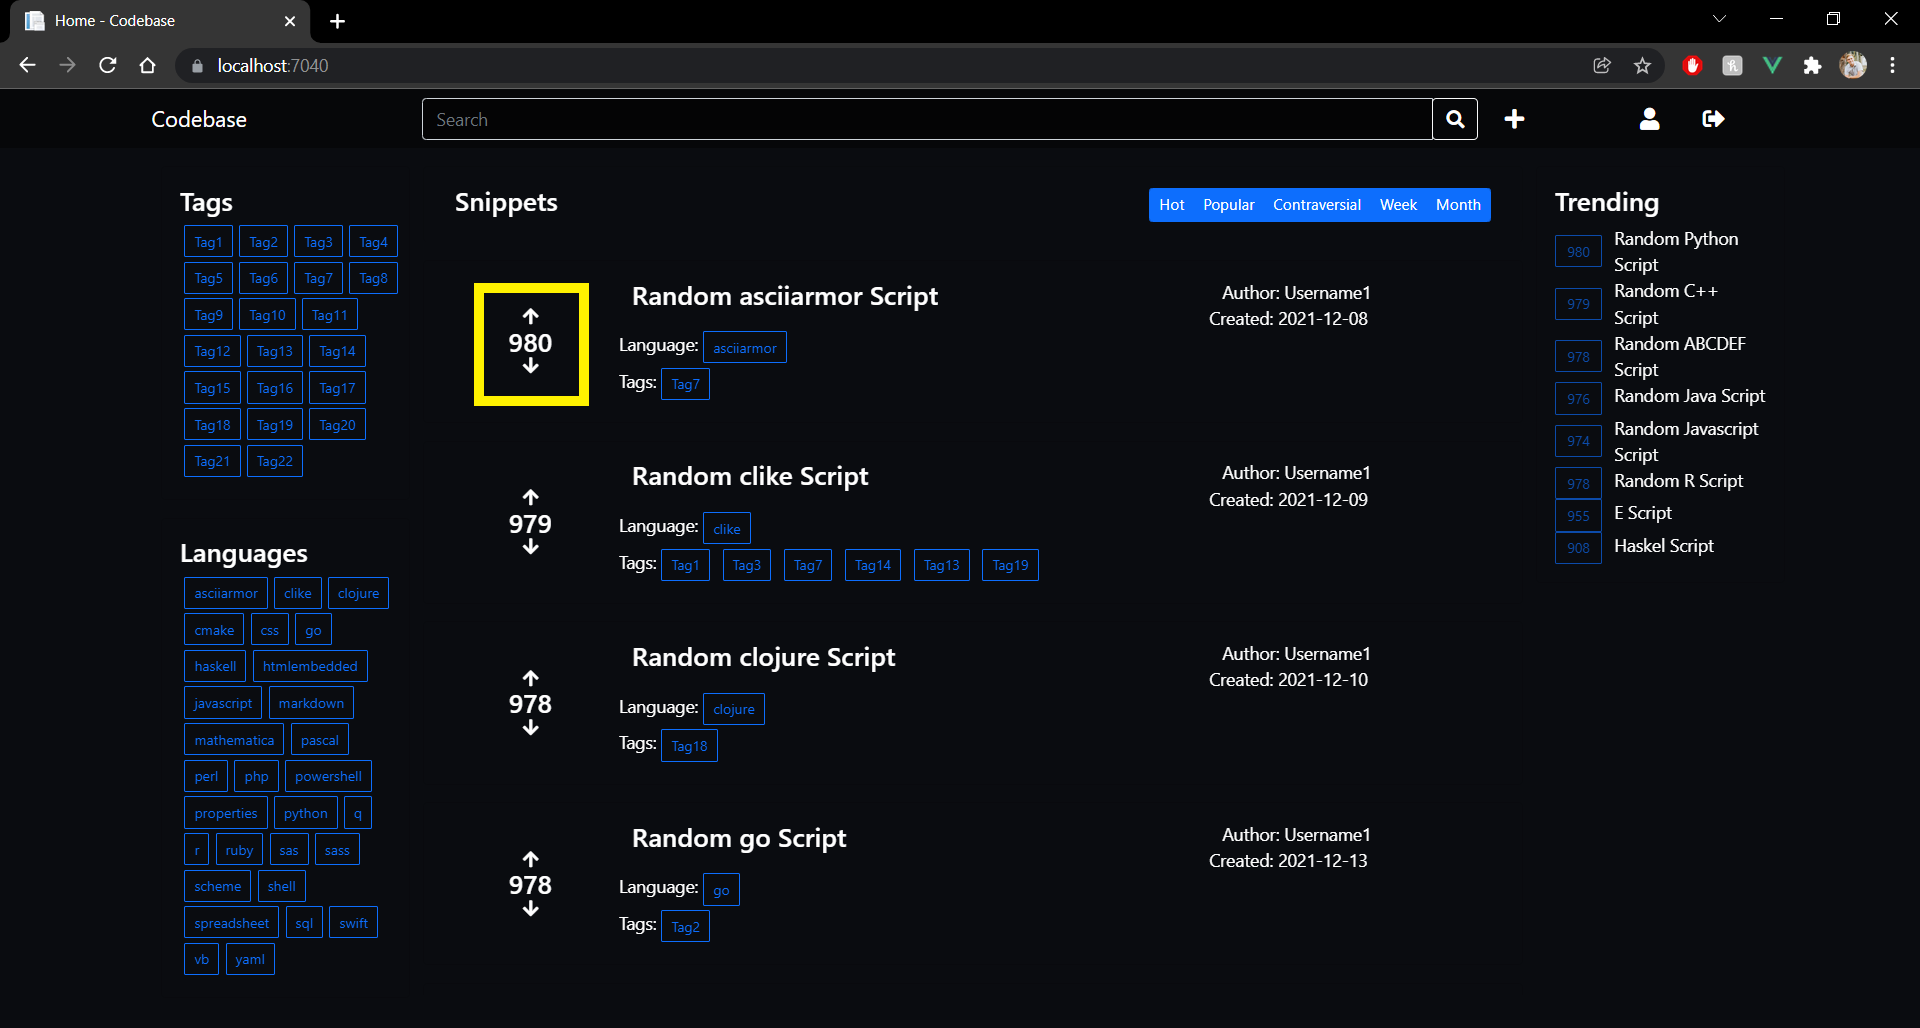 Home - Codebase
localhost:7040
Codebase
Search
Tags
Tag1 Tag2 Tag3 Tag4
Tag5 Tag6 Tag7 Tag8
Tag9 Tag10 Tag11
Tag12 Tag13 Tag14
Tag15 Tag16 Tag17
Tag18 Tag19 Tag20
Tag21 Tag22
Languages
asciiarmor clike clojure
cmake css go
haskell htmlembedded
javascript markdown
mathematica pascal
perl php powershell
properties python q
r ruby sas sass
scheme shell
spreadsheet sql swift
vb yaml
Snippets
Hot Popular Contraversial Week Month
980
Random asciiarmor Script
Author: Username1
Created: 2021-12-08
Language: asciiarmor
Tags: Tag7
979
Random clike Script
Author: Username1
Created: 2021-12-09
Language: clike
Tags: Tag1 Tag3 Tag7 Tag14 Tag13 Tag19
978
Random clojure Script
Author: Username1
Created: 2021-12-10
Language: clojure
Tags: Tag18
978
Random go Script
Author: Username1
Created: 2021-12-13
Language: go
Tags: Tag2
Trending
980 Random Python
Script
979 Random C++
Script
978 Random ABCDEF
Script
976 Random Java Script
974 Random Javascript
Script
978 Random R Script
955 E Script
908 Haskel Script